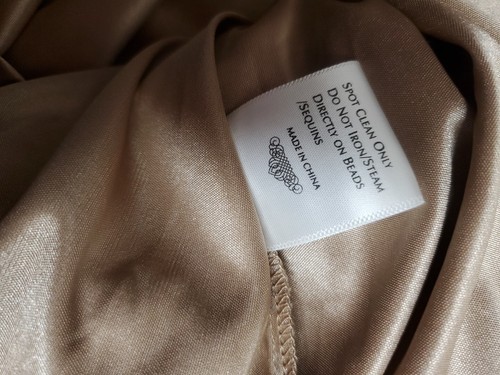 SPOT CLEAN ONLY
DO NOT IRON/STEAM
DIRECTLY ON BEADS
/SEQUINS
MADE IN CHINA